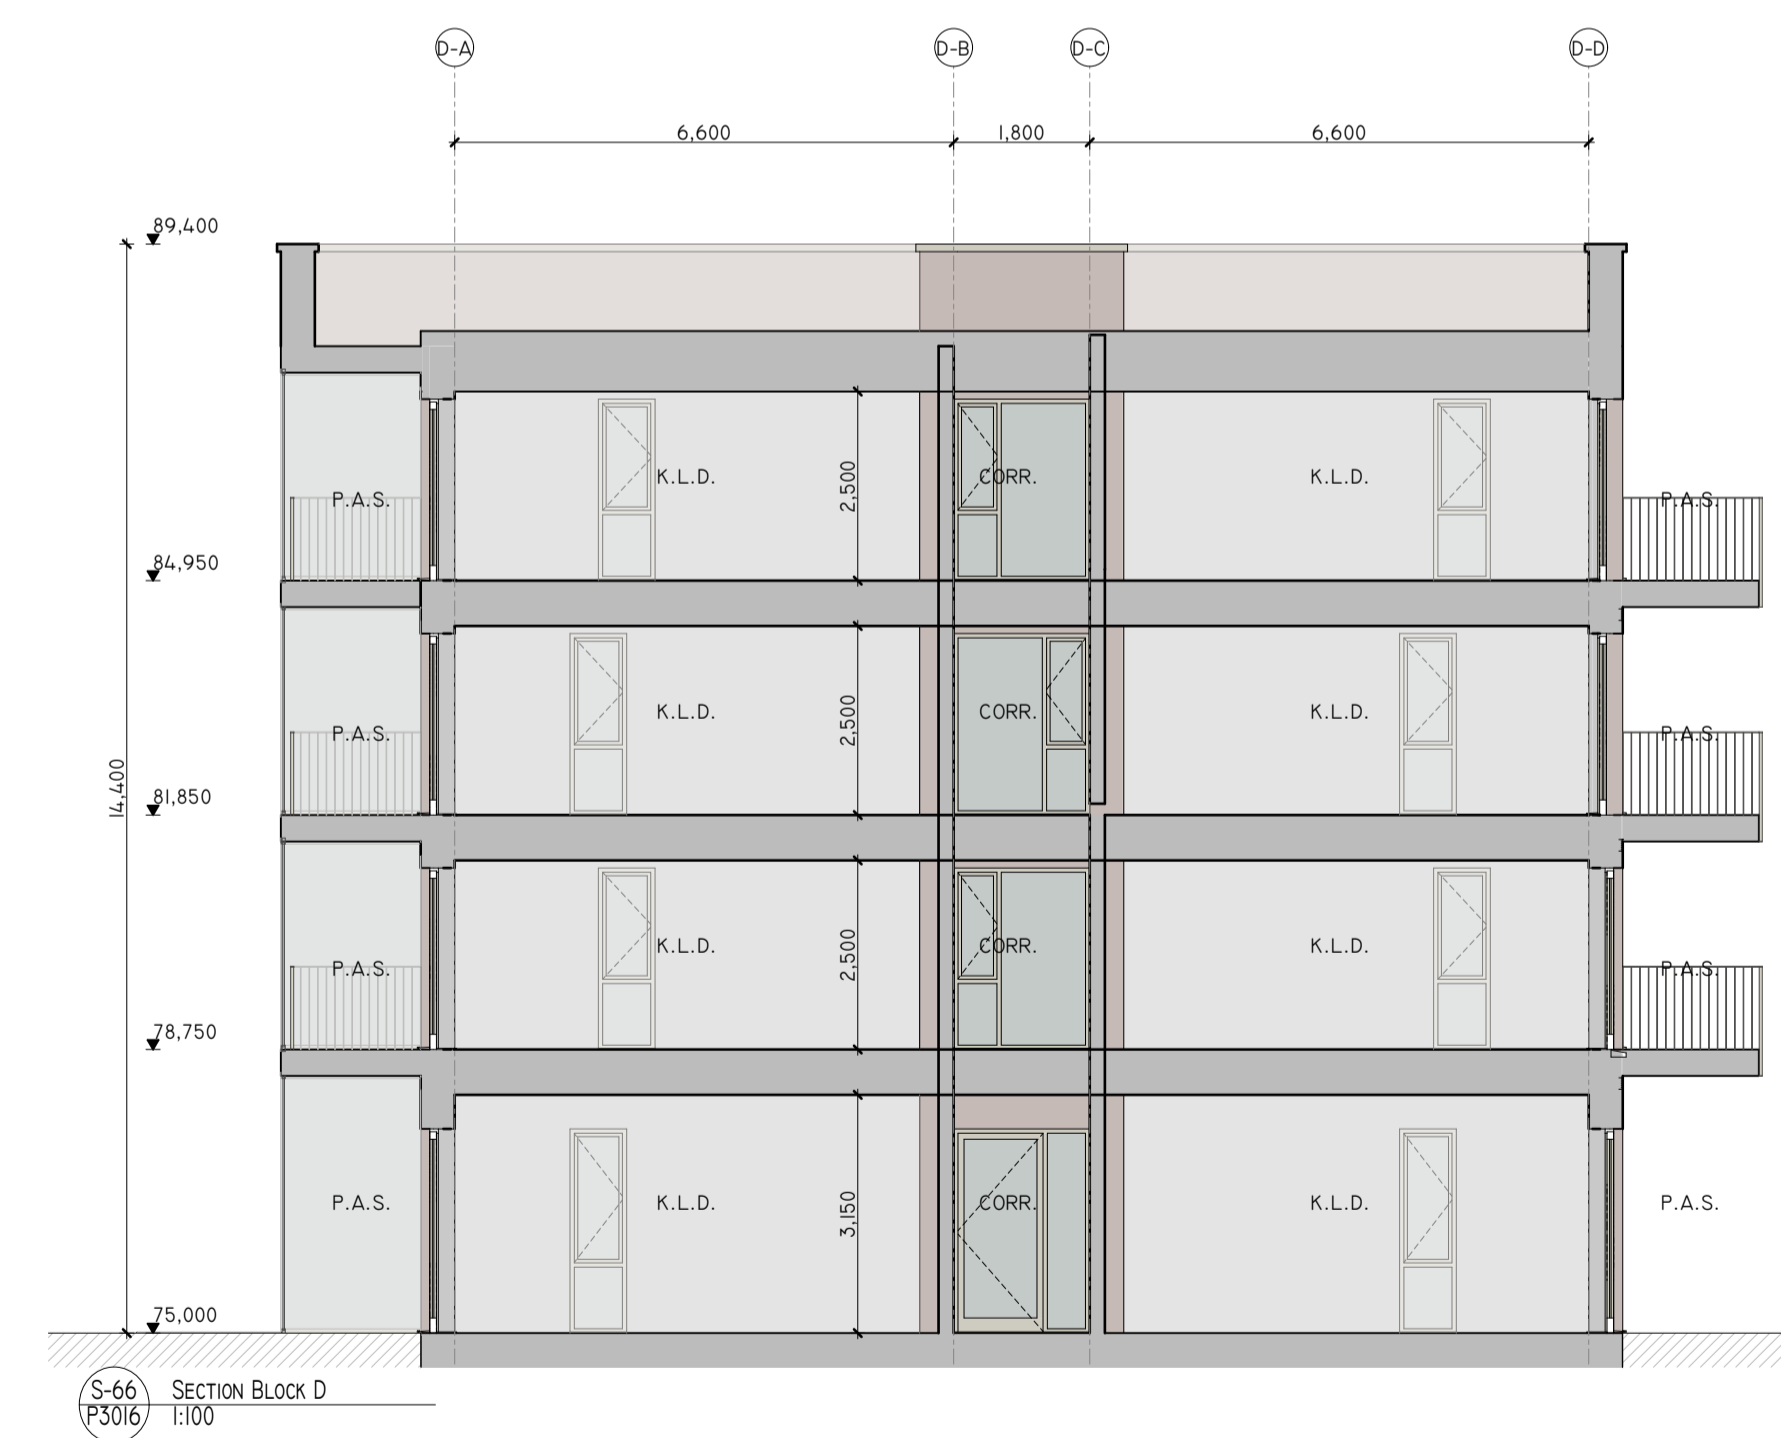 D-A D-B D-C D-D
6,600 1,800 6,600
89,400
K.L.D. CORR. K.L.D.
2,500
P.A.S. P.A.S.
84,950
K.L.D. CORR. K.L.D.
2,500
P.A.S. P.A.S.
14,400
81,850
K.L.D. CORR. K.L.D.
2,500
P.A.S. P.A.S.
78,750
P.A.S. K.L.D. CORR. K.L.D. P.A.S.
3,150
75,000
S-66 SECTION BLOCK D
P3016 1:100